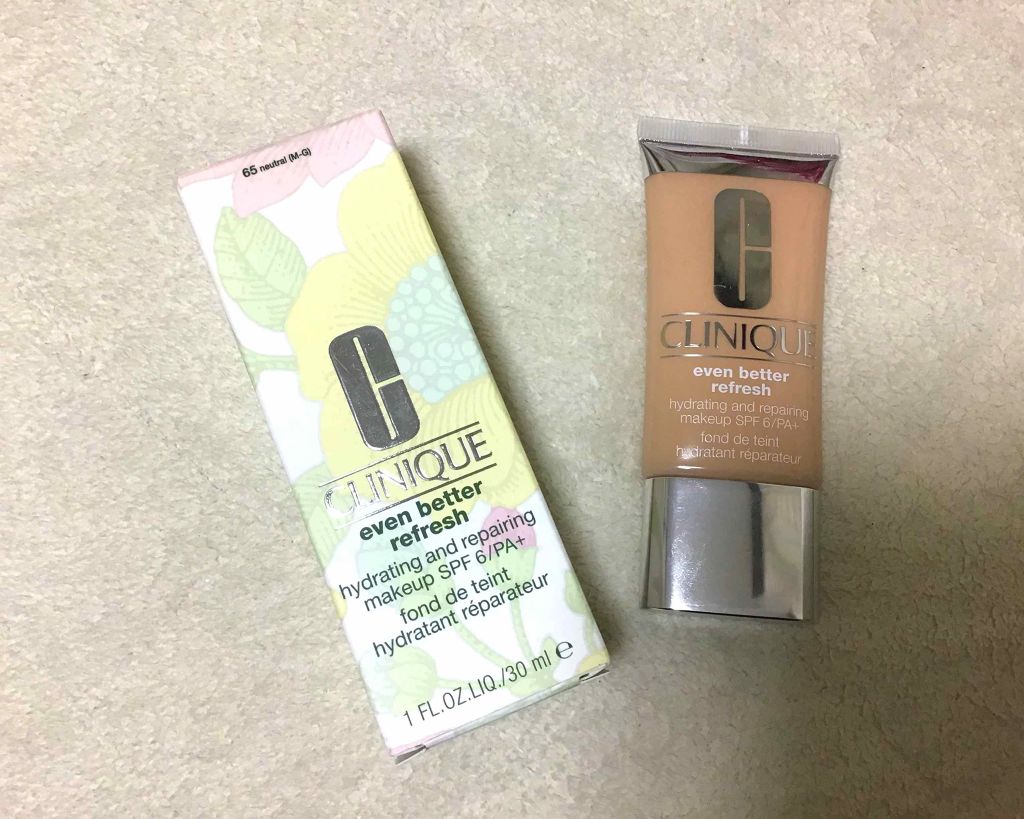 65 neutral (M-G)
CLINIQUE
even better
refresh
hydrating and repairing
makeup SPF 6/PA+
fond de teint
hydratant réparateur
1 FL.OZ.LIQ./30 ml e
C
CLINIQUE
even better
refresh
hydrating and repairing
makeup SPF 6/PA+
fond de teint
hydratant réparateur